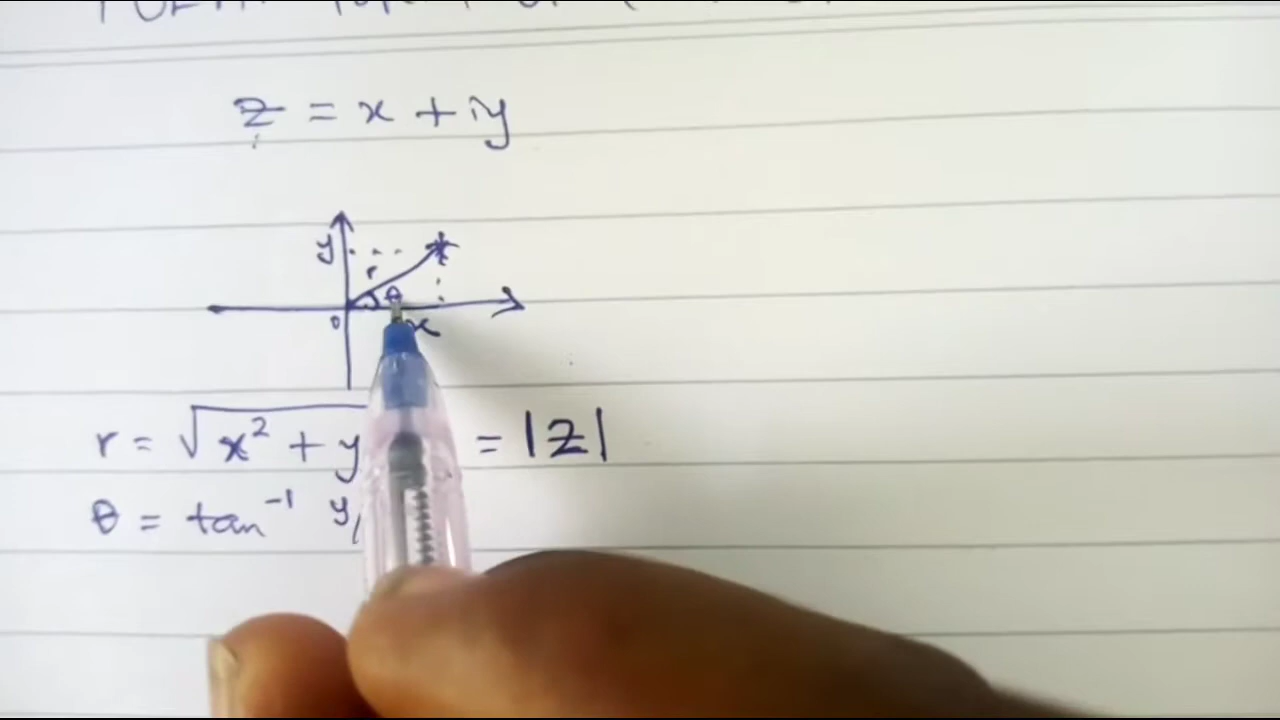 z = x + iy
y
r
θ
0
x
r = √x² + y = |z|
θ = tan⁻¹ y/